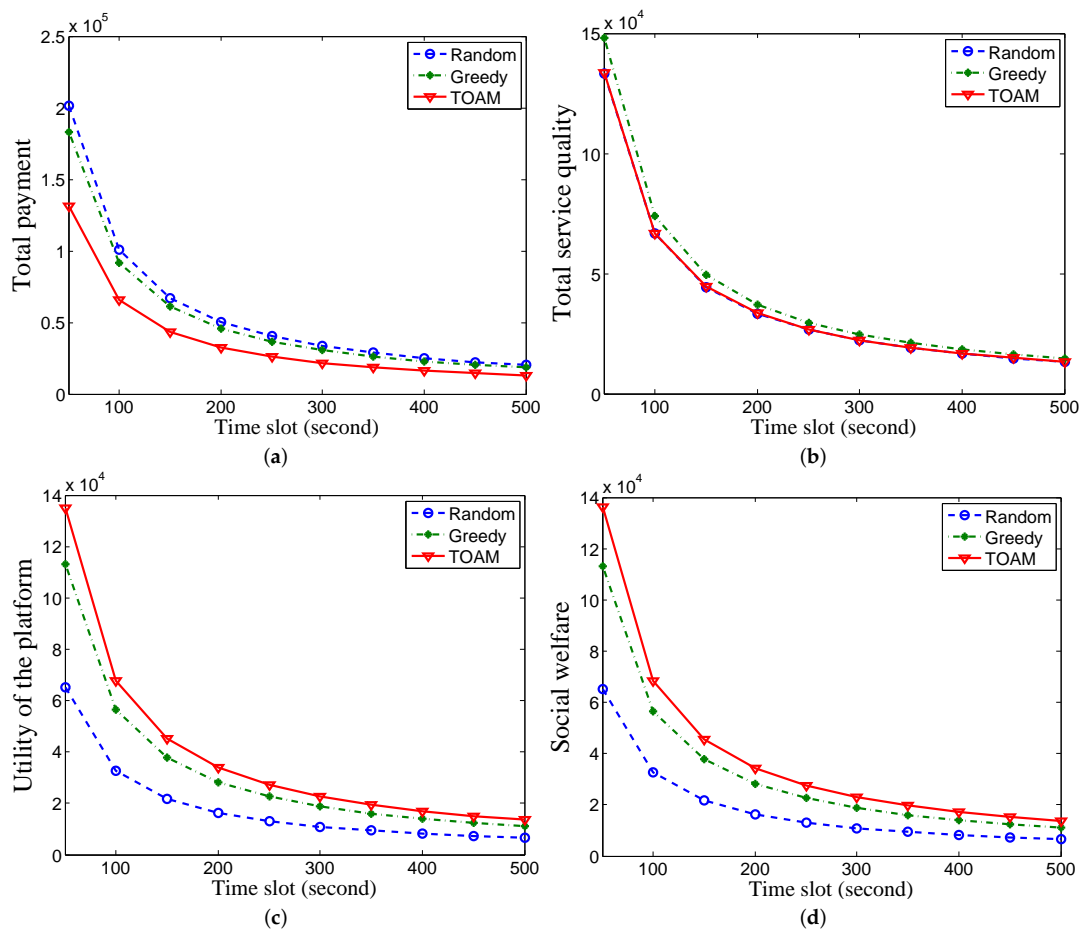 x 10^5
2.5
2
1.5
1
0.5
0
100 200 300 400 500
Total payment
Time slot (second)
Random
Greedy
TOAM
(a)
x 10^4
15
10
5
0
100 200 300 400 500
Total service quality
Time slot (second)
Random
Greedy
TOAM
(b)
x 10^4
14
12
10
8
6
4
2
0
100 200 300 400 500
Utility of the platform
Time slot (second)
Random
Greedy
TOAM
(c)
x 10^4
14
12
10
8
6
4
2
0
100 200 300 400 500
Social welfare
Time slot (second)
Random
Greedy
TOAM
(d)